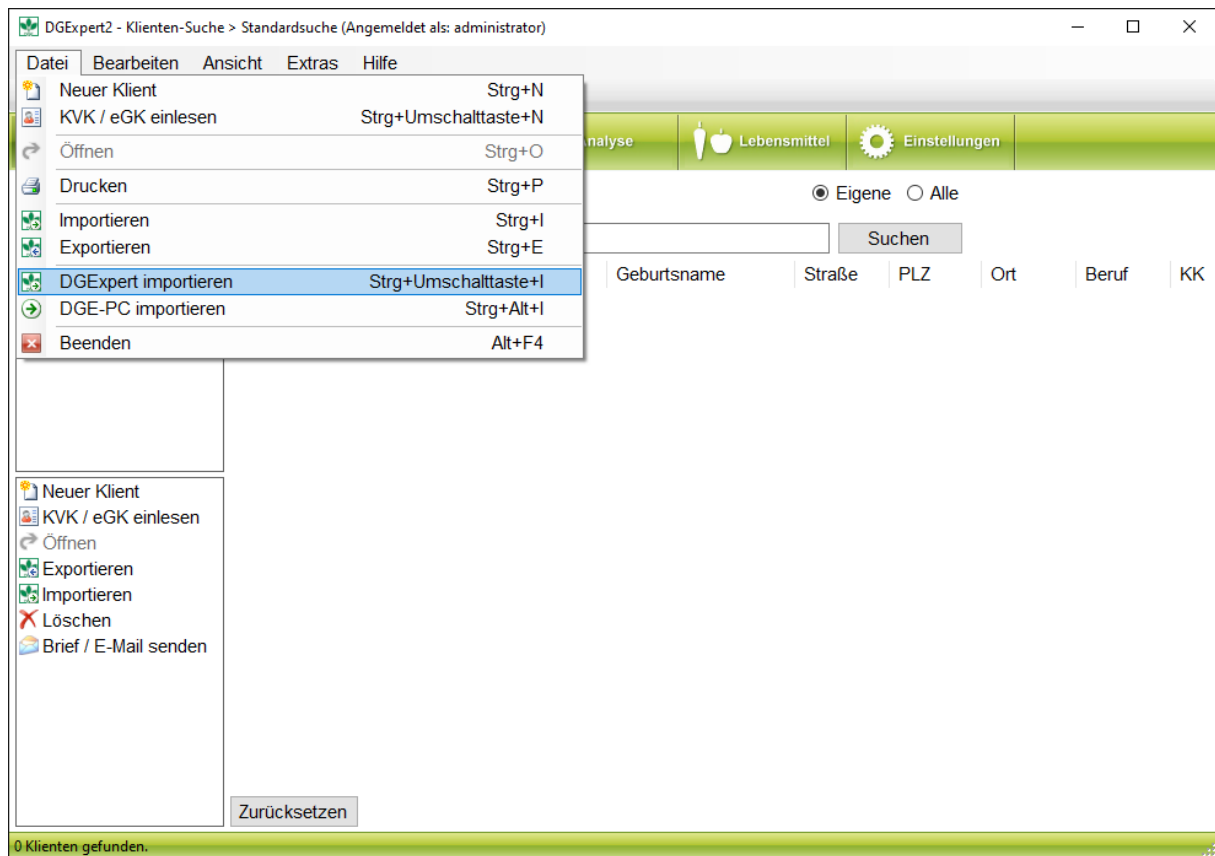 DGExpert2 - Klienten-Suche > Standardsuche (Angemeldet als: administrator)
Datei Bearbeiten Ansicht Extras Hilfe
Neuer Klient Strg+N
KVK / eGK einlesen Strg+Umschalttaste+N
Öffnen Strg+O
Drucken Strg+P
Importieren Strg+I
Exportieren Strg+E
DGExpert importieren Strg+Umschalttaste+I
DGE-PC importieren Strg+Alt+I
Beenden Alt+F4
nalyse Lebensmittel Einstellungen
Eigene Alle
Suchen
Geburtsname Straße PLZ Ort Beruf KK
Neuer Klient
KVK / eGK einlesen
Öffnen
Exportieren
Importieren
Löschen
Brief / E-Mail senden
Zurücksetzen
0 Klienten gefunden.